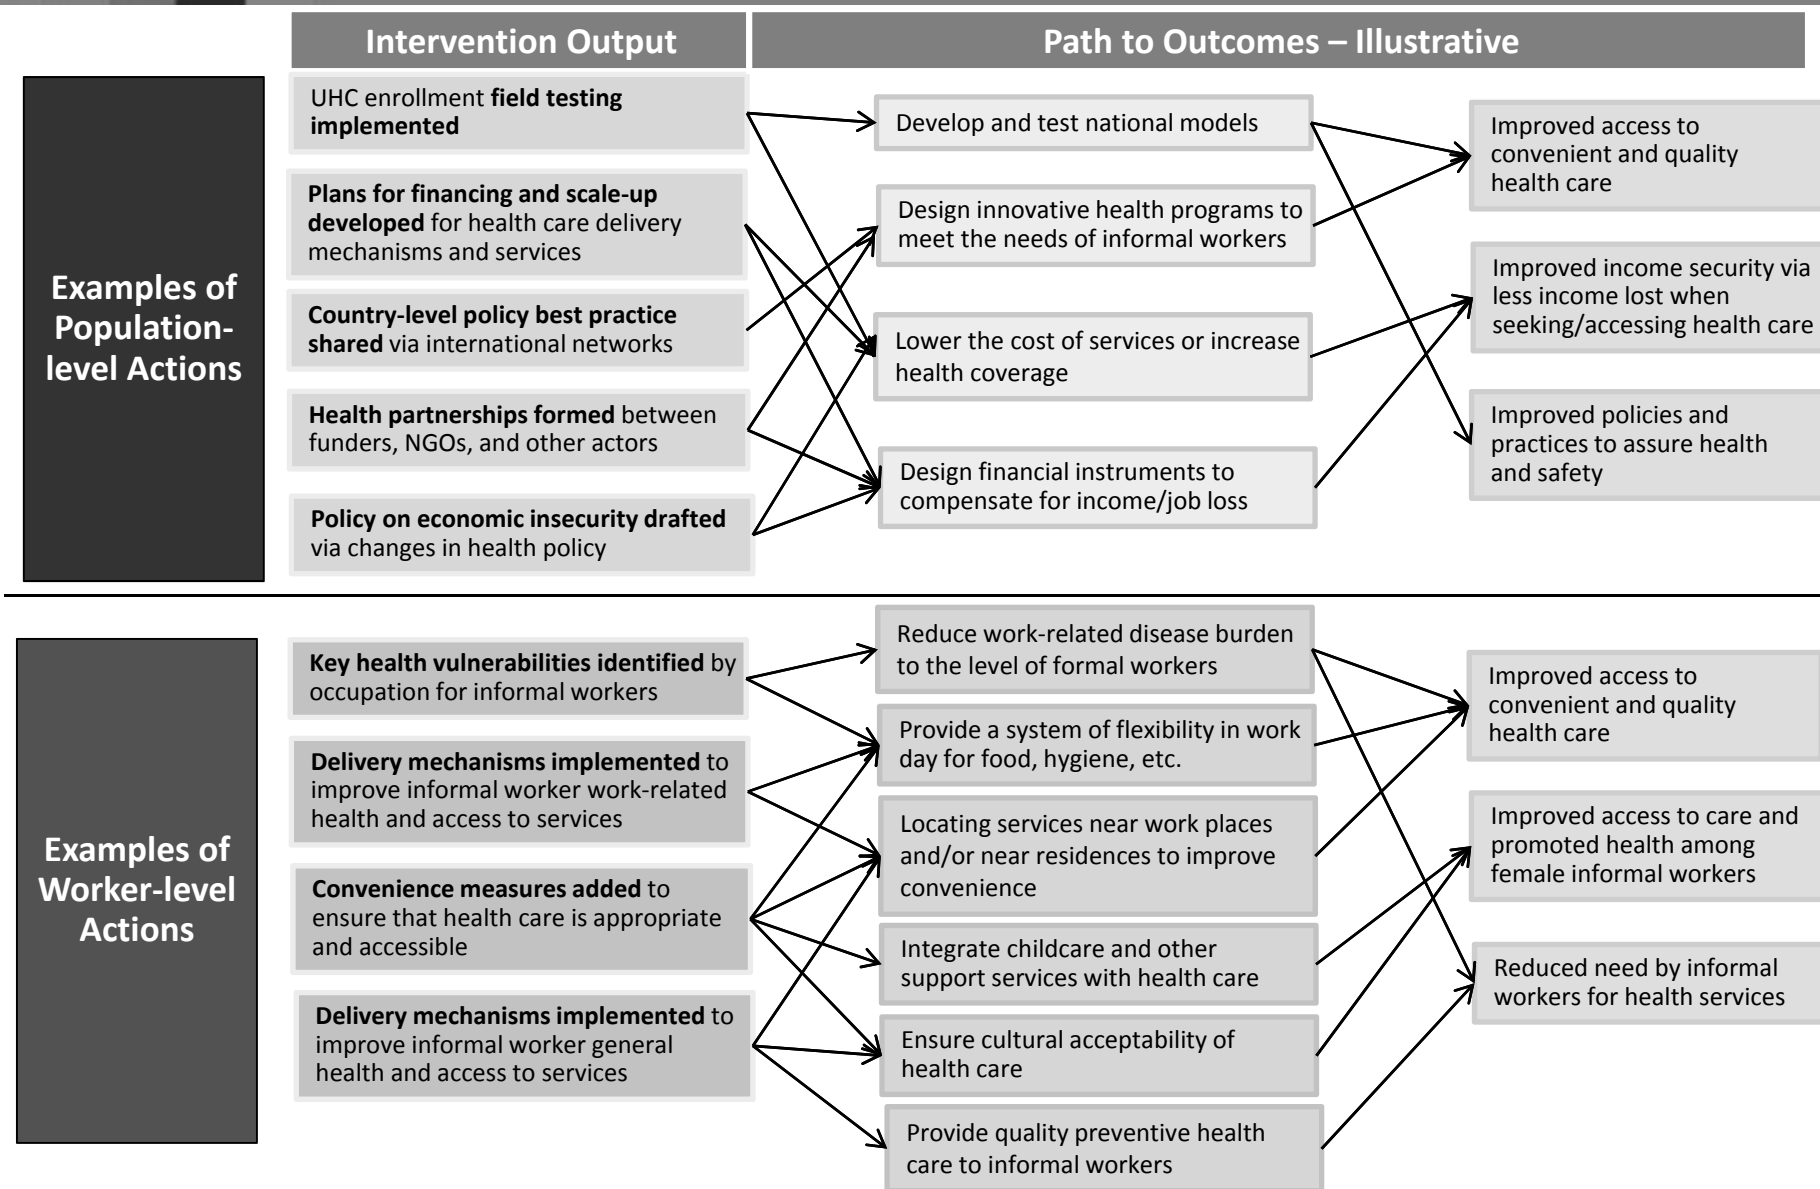 Intervention Output
Path to Outcomes – Illustrative
Examples of
Population-
level Actions
UHC enrollment field testing
implemented
Plans for financing and scale-up
developed for health care delivery
mechanisms and services
Country-level policy best practice
shared via international networks
Health partnerships formed between
funders, NGOs, and other actors
Policy on economic insecurity drafted
via changes in health policy
Develop and test national models
Design innovative health programs to
meet the needs of informal workers
Lower the cost of services or increase
health coverage
Design financial instruments to
compensate for income/job loss
Improved access to
convenient and quality
health care
Improved income security via
less income lost when
seeking/accessing health care
Improved policies and
practices to assure health
and safety
Examples of
Worker-level
Actions
Key health vulnerabilities identified by
occupation for informal workers
Delivery mechanisms implemented to
improve informal worker work-related
health and access to services
Convenience measures added to
ensure that health care is appropriate
and accessible
Delivery mechanisms implemented to
improve informal worker general
health and access to services
Reduce work-related disease burden
to the level of formal workers
Provide a system of flexibility in work
day for food, hygiene, etc.
Locating services near work places
and/or near residences to improve
convenience
Integrate childcare and other
support services with health care
Ensure cultural acceptability of
health care
Provide quality preventive health
care to informal workers
Improved access to
convenient and quality
health care
Improved access to care and
promoted health among
female informal workers
Reduced need by informal
workers for health services